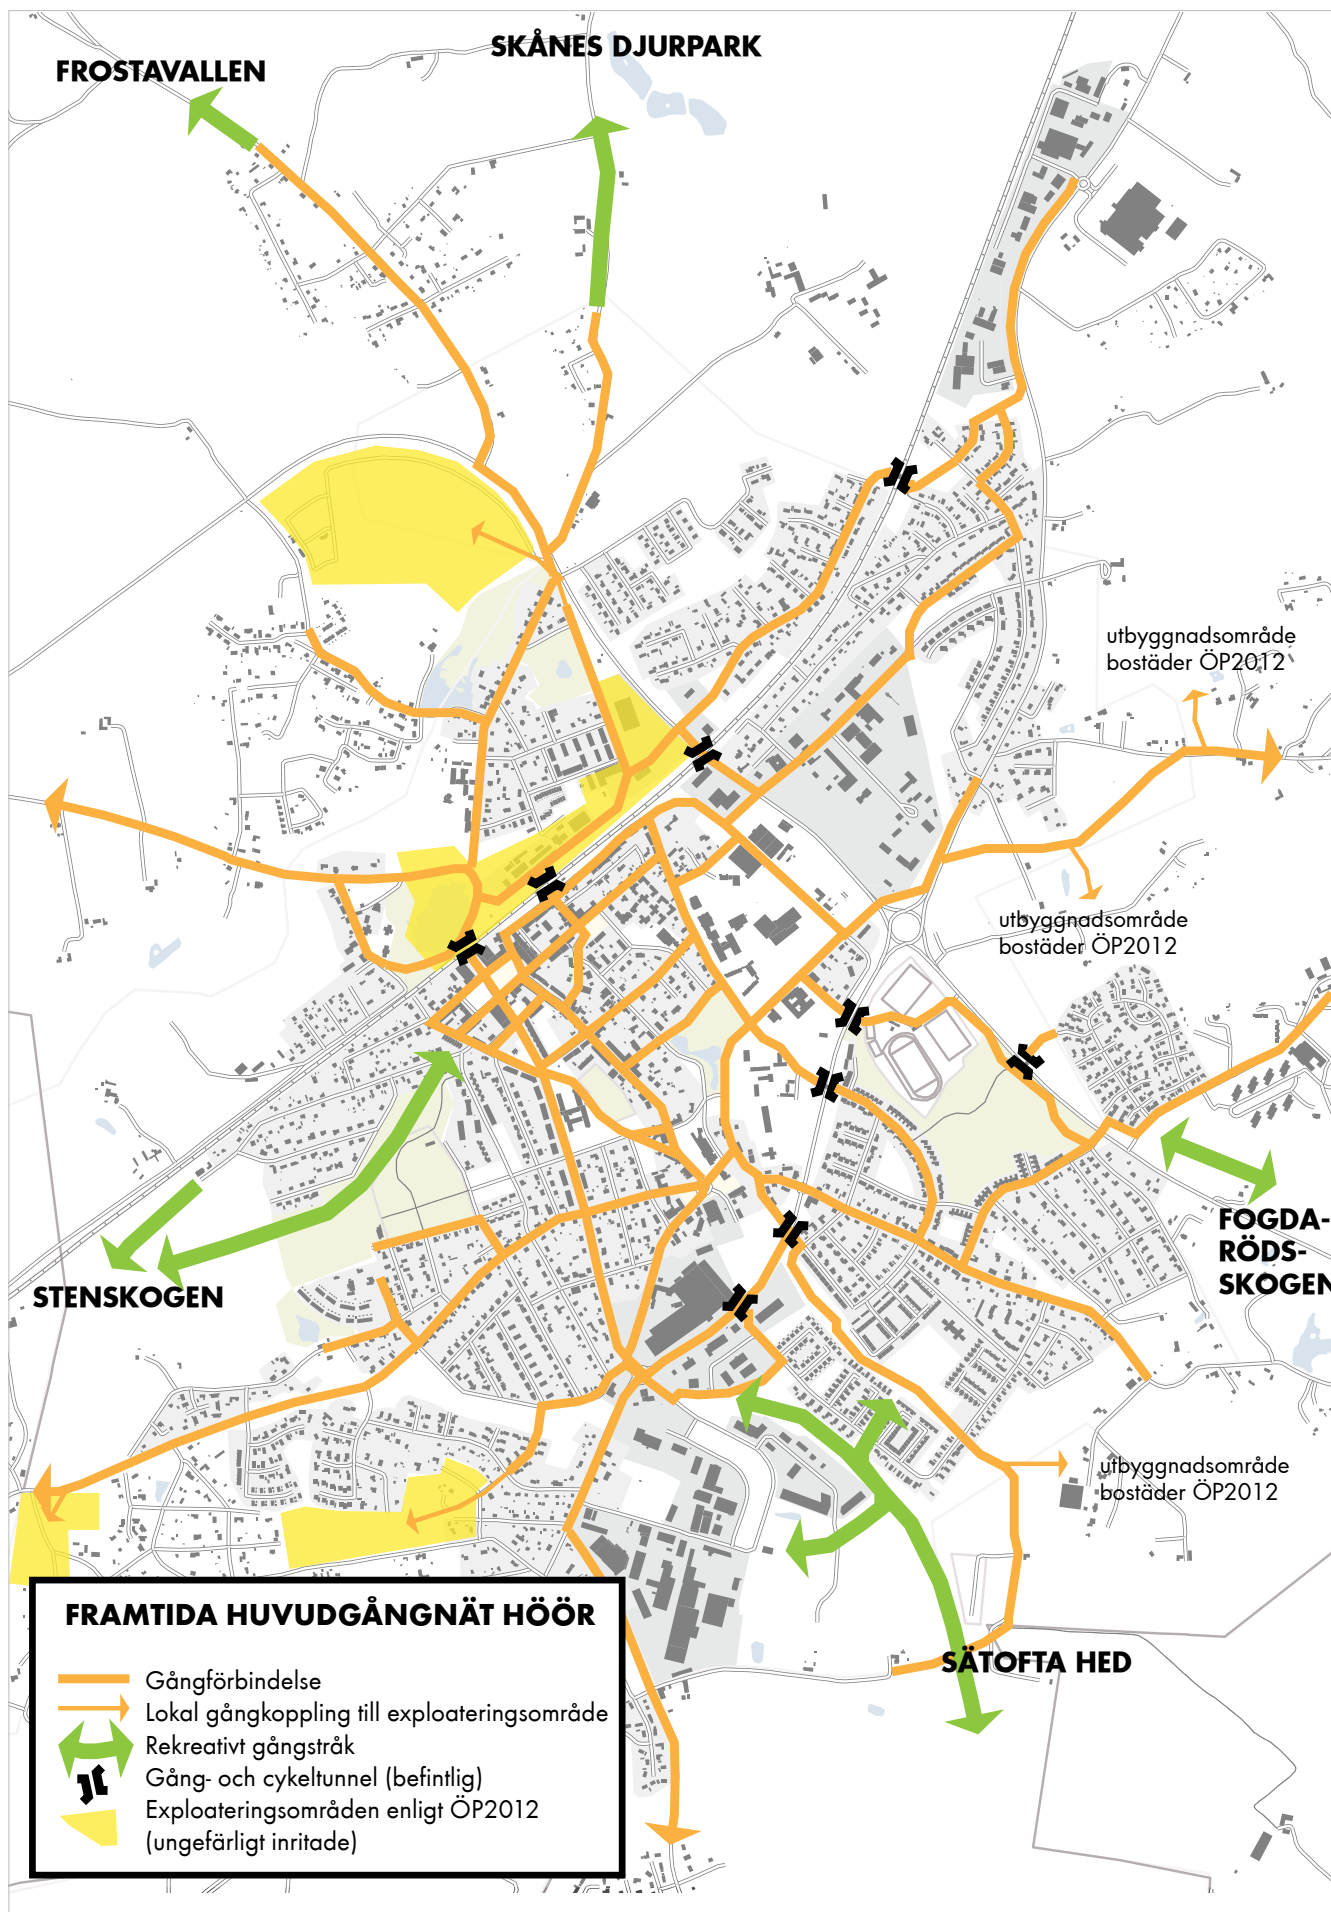 SKÅNES DJURPARK
FROSTAVALLEN
utbyggnadsområde
bostäder ÖP2012
utbyggnadsområde
bostäder ÖP2012
FOGDA-
RÖDS-
SKOGEN
STENSKOGEN
utbyggnadsområde
bostäder ÖP2012
SÄTOFTA HED
FRAMTIDA HUVUDGÅNGNÄT HÖÖR
Gångförbindelse
Lokal gångkoppling till exploateringsområde
Rekreativt gångstråk
Gång- och cykeltunnel (befintlig)
Exploateringsområden enligt ÖP2012
(ungefärligt inritade)